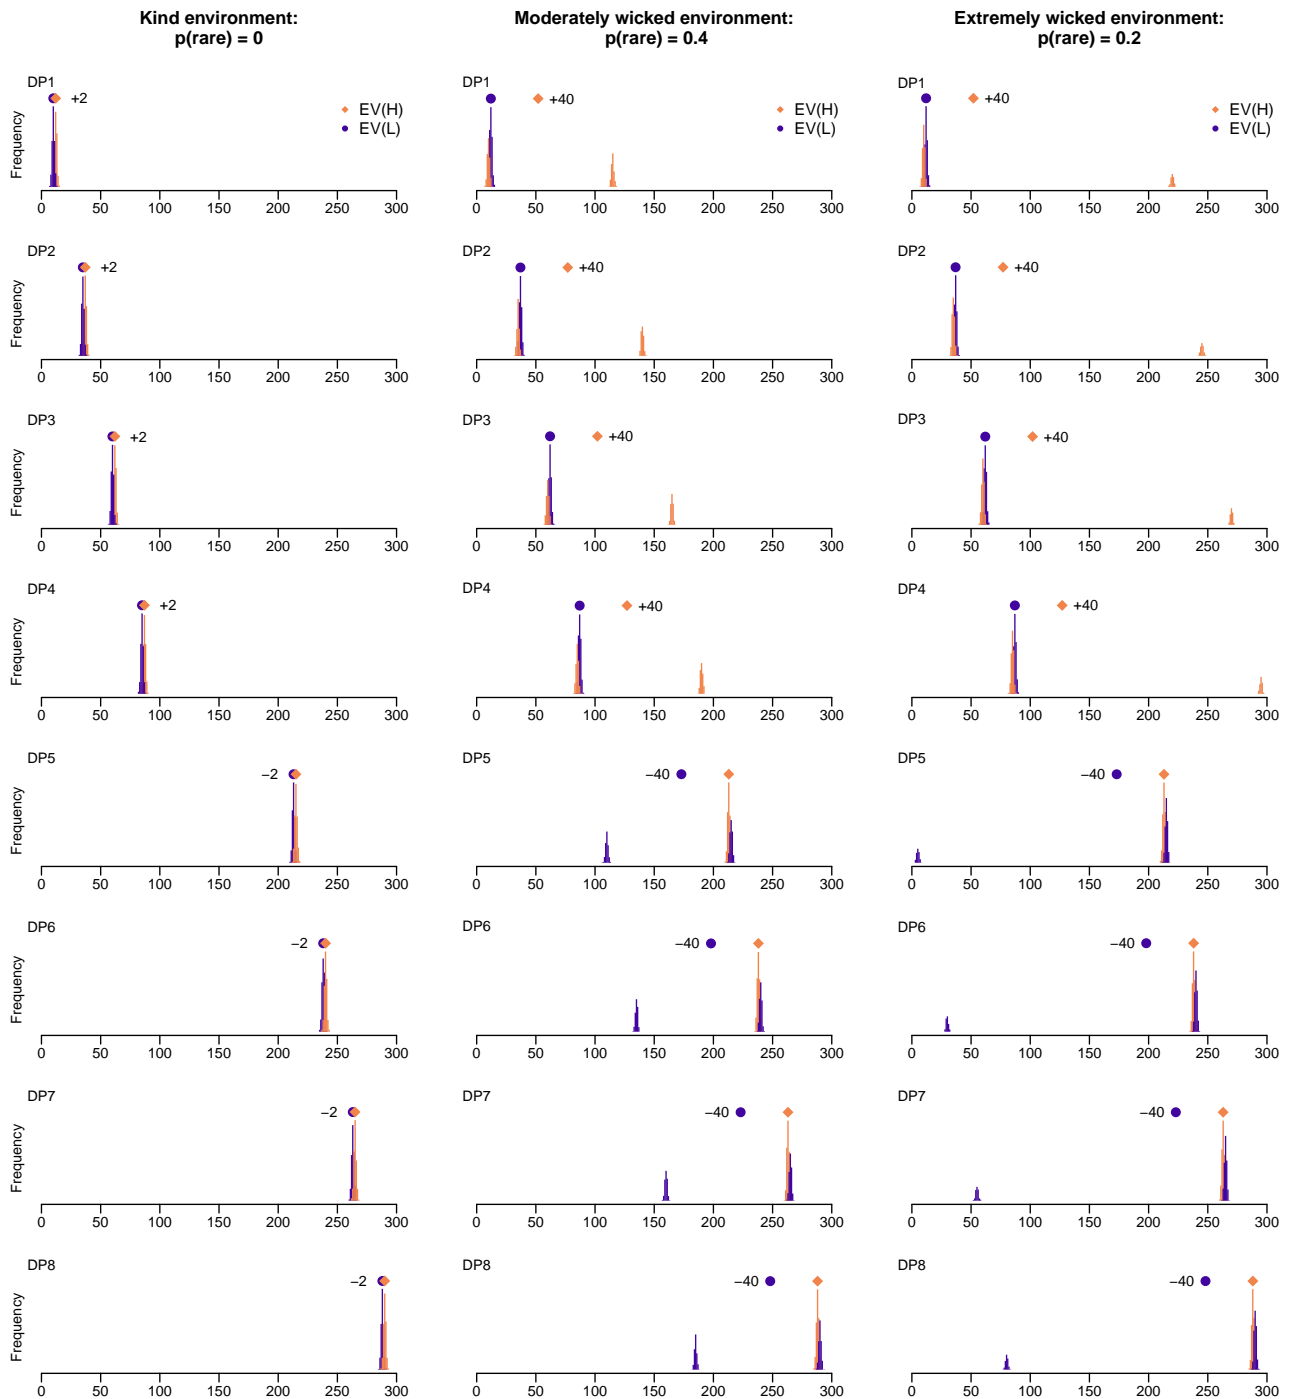 Kind environment:
p(rare) = 0
Moderately wicked environment:
p(rare) = 0.4
Extremely wicked environment:
p(rare) = 0.2
DP1
+2
EV(H)
EV(L)
Frequency
0 50 100 150 200 250 300
DP1
+40
EV(H)
EV(L)
0 50 100 150 200 250 300
DP1
+40
EV(H)
EV(L)
0 50 100 150 200 250 300
DP2
+2
Frequency
0 50 100 150 200 250 300
DP2
+40
0 50 100 150 200 250 300
DP2
+40
0 50 100 150 200 250 300
DP3
+2
Frequency
0 50 100 150 200 250 300
DP3
+40
0 50 100 150 200 250 300
DP3
+40
0 50 100 150 200 250 300
DP4
+2
Frequency
0 50 100 150 200 250 300
DP4
+40
0 50 100 150 200 250 300
DP4
+40
0 50 100 150 200 250 300
DP5
−2
Frequency
0 50 100 150 200 250 300
DP5
−40
0 50 100 150 200 250 300
DP5
−40
0 50 100 150 200 250 300
DP6
−2
Frequency
0 50 100 150 200 250 300
DP6
−40
0 50 100 150 200 250 300
DP6
−40
0 50 100 150 200 250 300
DP7
−2
Frequency
0 50 100 150 200 250 300
DP7
−40
0 50 100 150 200 250 300
DP7
−40
0 50 100 150 200 250 300
DP8
−2
Frequency
0 50 100 150 200 250 300
DP8
−40
0 50 100 150 200 250 300
DP8
−40
0 50 100 150 200 250 300